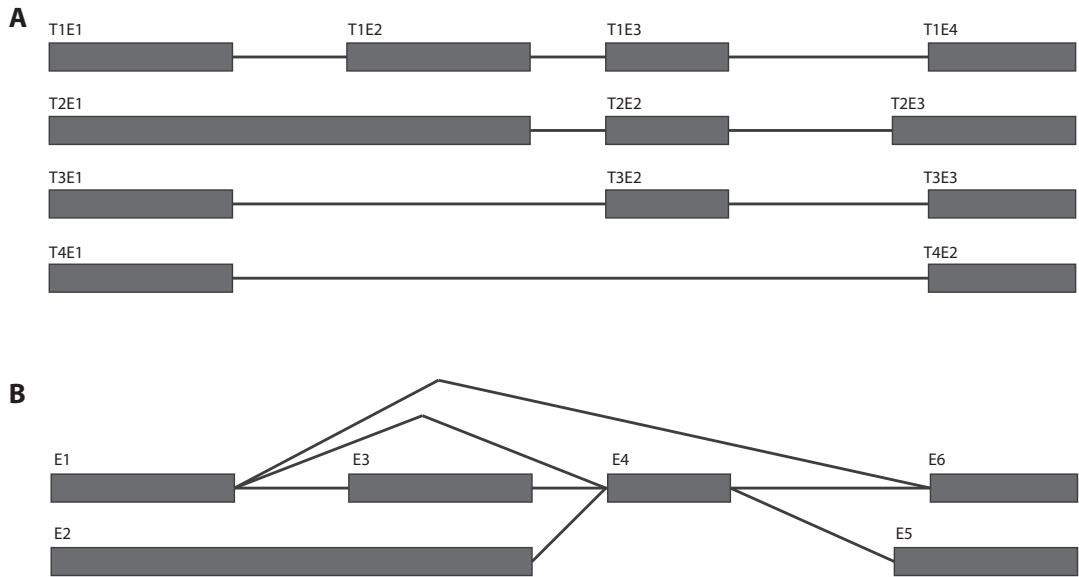 A
T1E1 T1E2 T1E3 T1E4
T2E1 T2E2 T2E3
T3E1 T3E2 T3E3
T4E1 T4E2
B
E1 E3 E4 E6
E2 E5